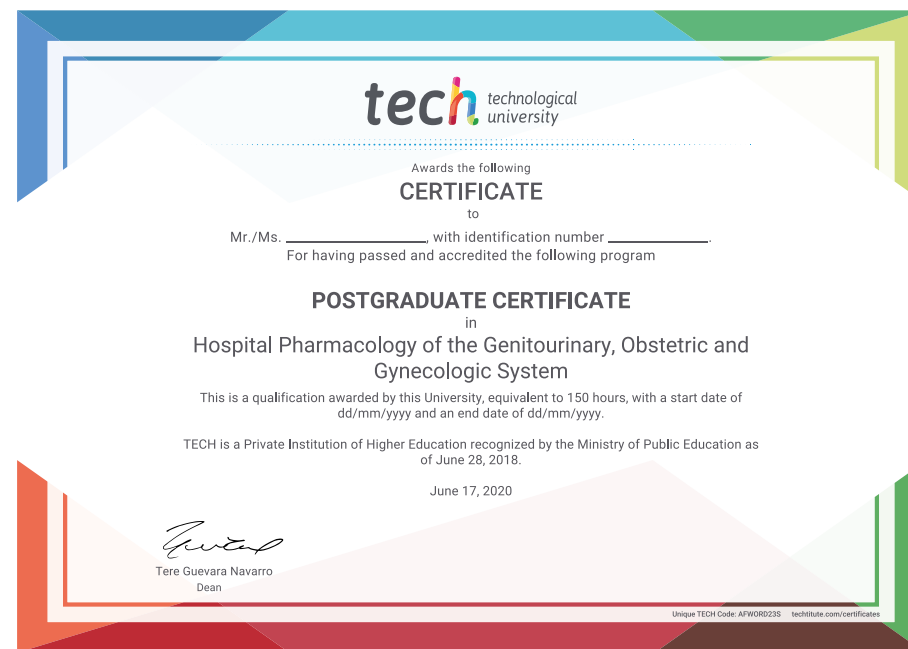 tech technological
university
Awards the following
CERTIFICATE
to
Mr./Ms. ____________, with identification number ____________.
For having passed and accredited the following program
POSTGRADUATE CERTIFICATE
in
Hospital Pharmacology of the Genitourinary, Obstetric and
Gynecologic System
This is a qualification awarded by this University, equivalent to 150 hours, with a start date of
dd/mm/yyyy and an end date of dd/mm/yyyy.
TECH is a Private Institution of Higher Education recognized by the Ministry of Public Education as
of June 28, 2018.
June 17, 2020
Tere Guevara Navarro
Dean
Unique TECH Code: AFWORD23S techtitute.com/certificates